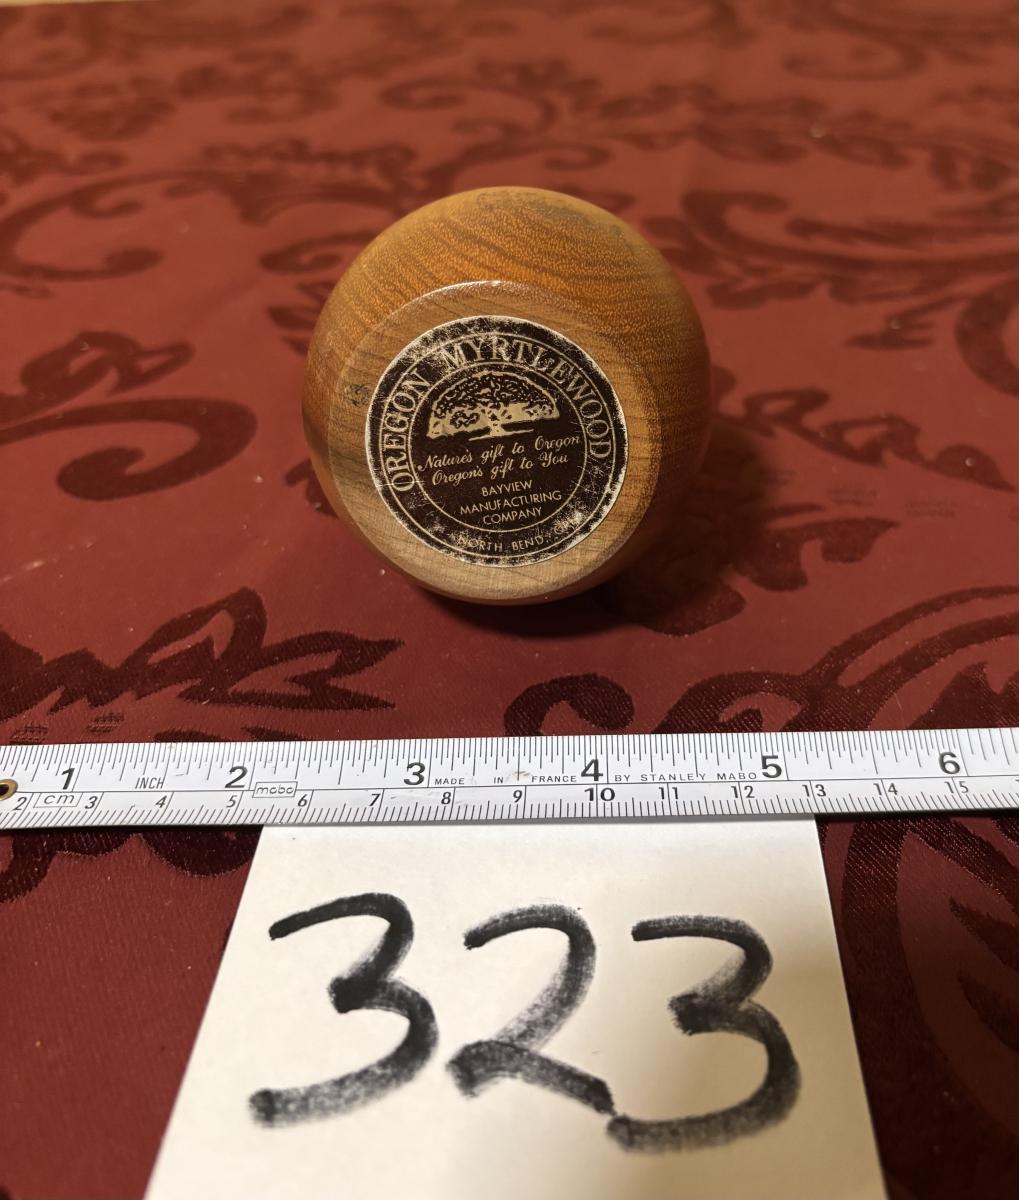 OREGON MYRTLEWOOD
Nature's gift to Oregon
Oregon's gift to You
BAYVIEW
MANUFACTURING
COMPANY
NORTH BEND,
1 INCH 2 3 MADE IN FRANCE 4 BY STANLEY MABO 5 6
2 cm 3 4 5 mabo 6 7 8 9 10 11 12 13 14 15
323